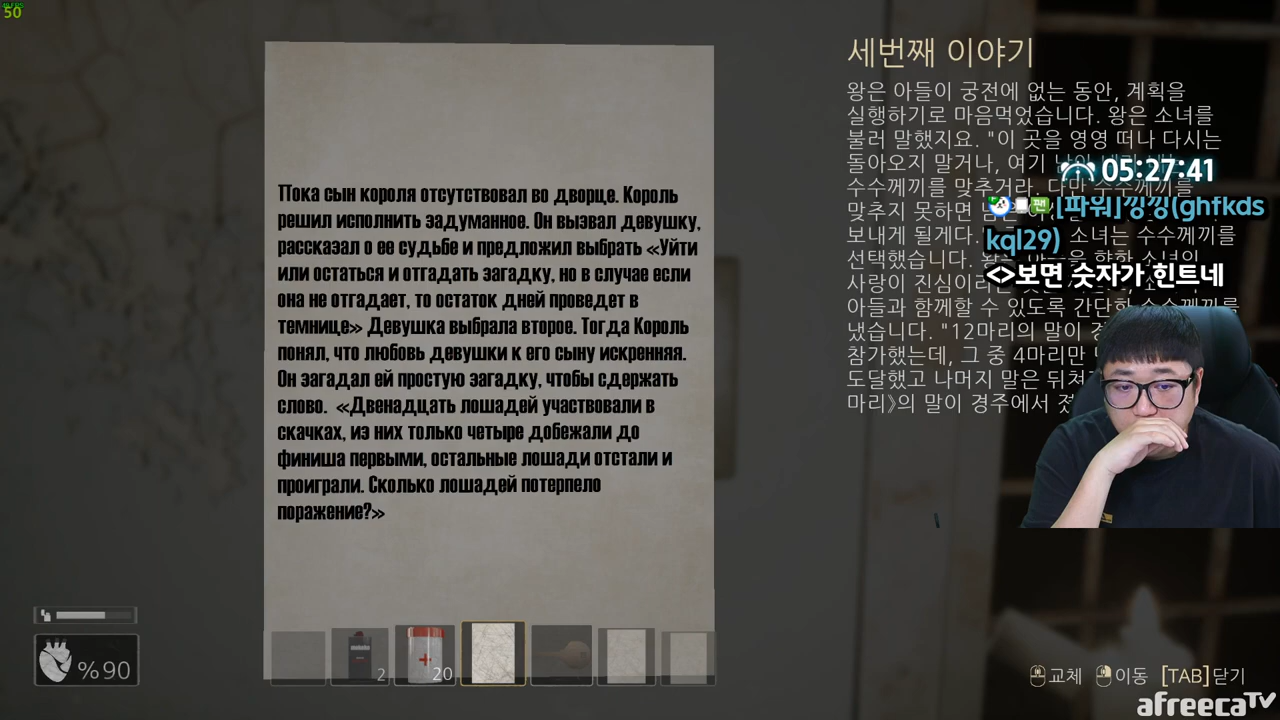 50
Пока сын короля отсутствовал во дворце. Король
решил исполнить задуманное. Он вызвал девушку,
рассказал о ее судьбе и предложил выбрать «Уйти
или остаться и отгадать загадку, но в случае если
она не отгадает, то остаток дней проведет в
темнице» Девушка выбрала второе. Тогда Король
понял, что любовь девушки к его сыну искренняя.
Он загадал ей простую загадку, чтобы сдержать
слово. «Двенадцать лошадей участвовали в
скачках, из них только четыре добежали до
финиша первыми, остальные лошади отстали и
проиграли. Сколько лошадей потерпело
поражение?»
세번째 이야기
왕은 아들이 궁전에 없는 동안, 계획을
실행하기로 마음먹었습니다. 왕은 소녀를
불러 말했지요. "이 곳을 영영 떠나 다시는
돌아오지 말거나, 여기
수수께끼를 맞추거라. 다만 수수께끼를
맞추지 못하면
보내게 될게다." 소녀는 수수께끼를
선택했습니다.
사랑이 진심이
아들과 함께할 수 있도록 간단한 수수께끼를
냈습니다. "12마리의 말이
참가했는데, 그 중 4마리만
도달했고 나머지 말은 뒤쳐
마리》의 말이 경주에서 졌
05:27:41
[파워]낑낑(ghfkds
kql29)
<>보면 숫자가 힌트네
%90
2
20
교체 이동 [TAB]닫기
afreecaTV